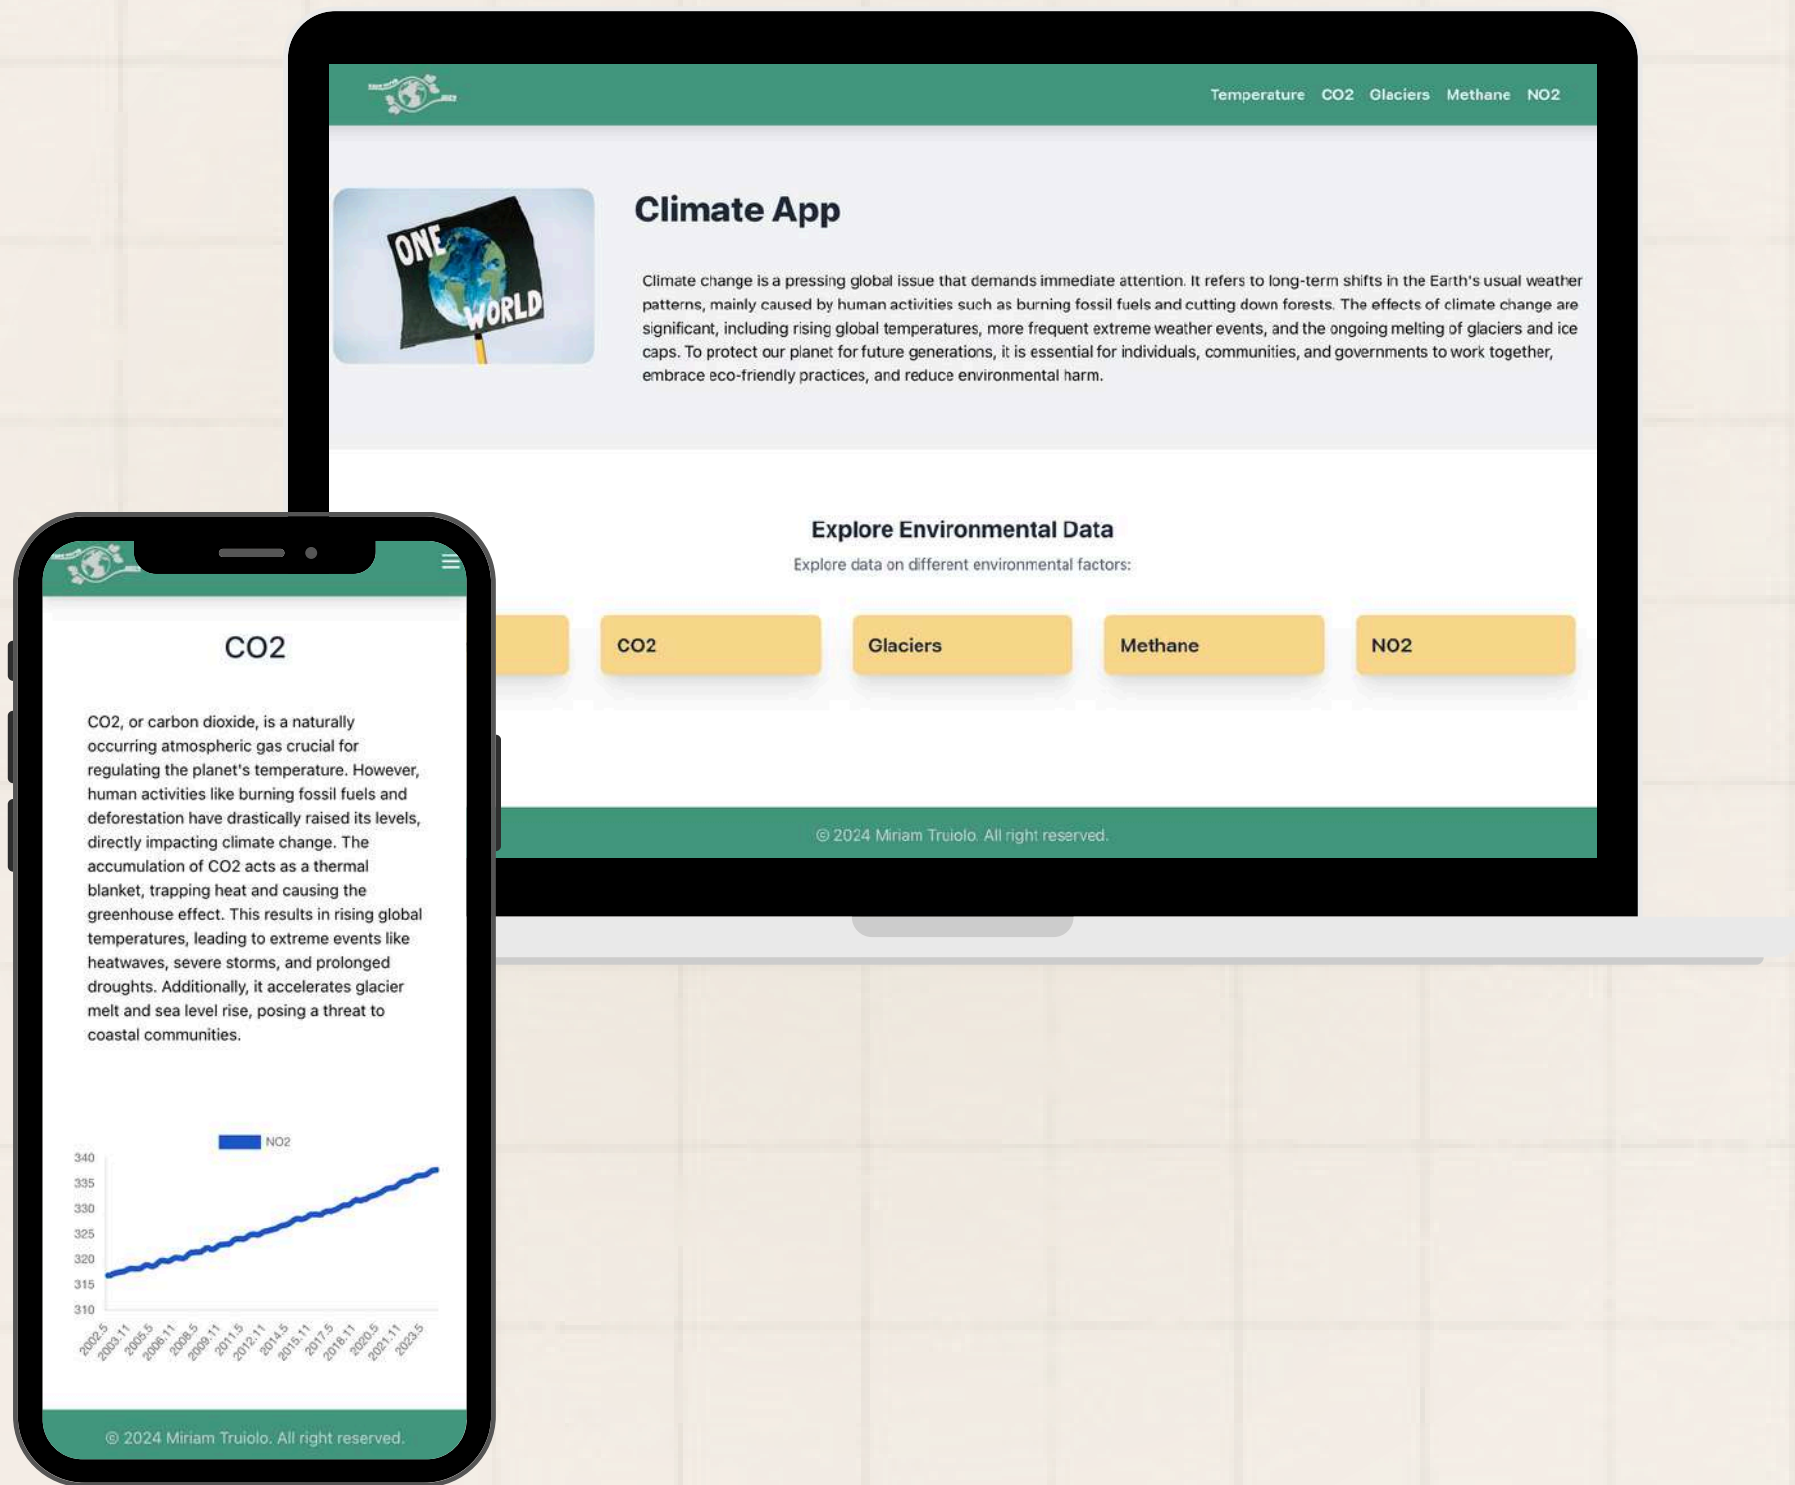 Temperature CO2 Glaciers Methane NO2
ONE
WORLD
Climate App
Climate change is a pressing global issue that demands immediate attention. It refers to long-term shifts in the Earth's usual weather
patterns, mainly caused by human activities such as burning fossil fuels and cutting down forests. The effects of climate change are
significant, including rising global temperatures, more frequent extreme weather events, and the ongoing melting of glaciers and ice
caps. To protect our planet for future generations, it is essential for individuals, communities, and governments to work together,
embrace eco-friendly practices, and reduce environmental harm.
Explore Environmental Data
Explore data on different environmental factors:
CO2 Glaciers Methane NO2
© 2024 Miriam Truiolo. All right reserved.
CO2
CO2, or carbon dioxide, is a naturally
occurring atmospheric gas crucial for
regulating the planet's temperature. However,
human activities like burning fossil fuels and
deforestation have drastically raised its levels,
directly impacting climate change. The
accumulation of CO2 acts as a thermal
blanket, trapping heat and causing the
greenhouse effect. This results in rising global
temperatures, leading to extreme events like
heatwaves, severe storms, and prolonged
droughts. Additionally, it accelerates glacier
melt and sea level rise, posing a threat to
coastal communities.
NO2
340
335
330
325
320
315
310
2002.5 2003.11 2005.5 2006.11 2008.5 2009.11 2011.5 2012.11 2014.5 2015.11 2017.5 2018.11 2020.5 2021.11 2023.5
© 2024 Miriam Truiolo. All right reserved.